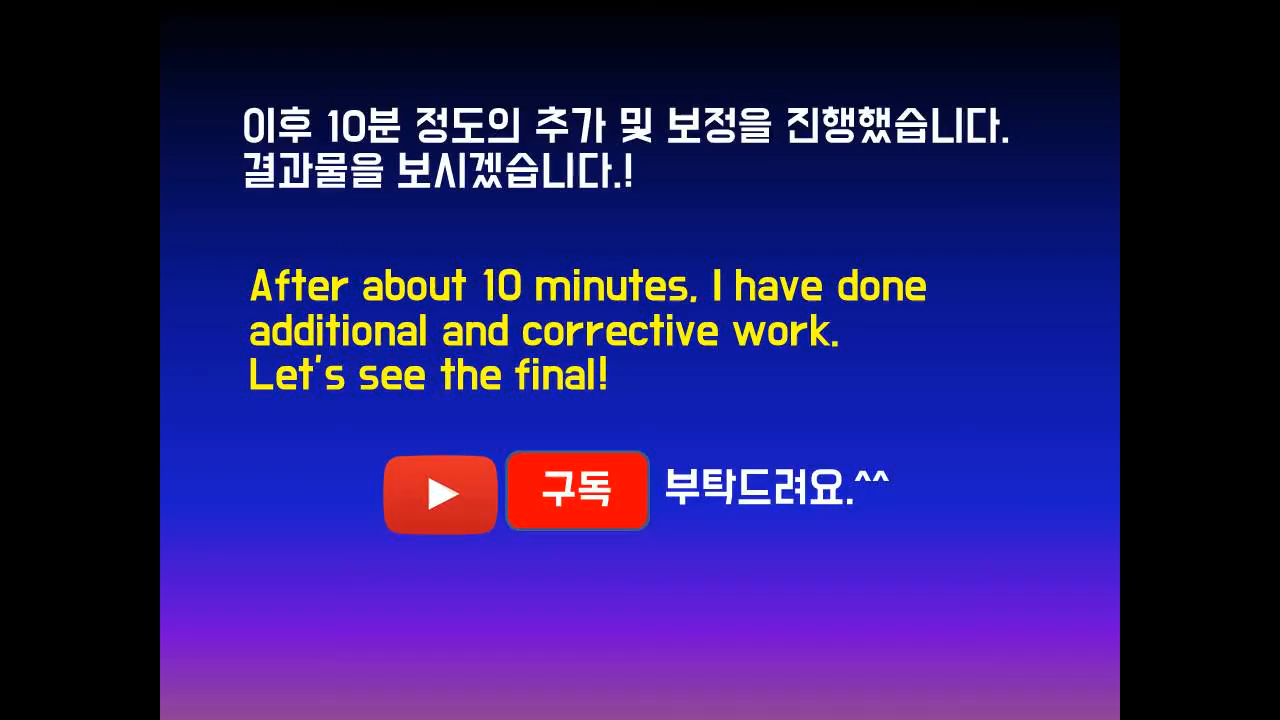 이후 10분 정도의 추가 및 보정을 진행했습니다.
결과물을 보시겠습니다.!
After about 10 minutes, I have done
additional and corrective work.
Let's see the final!
구독 부탁드려요.^^